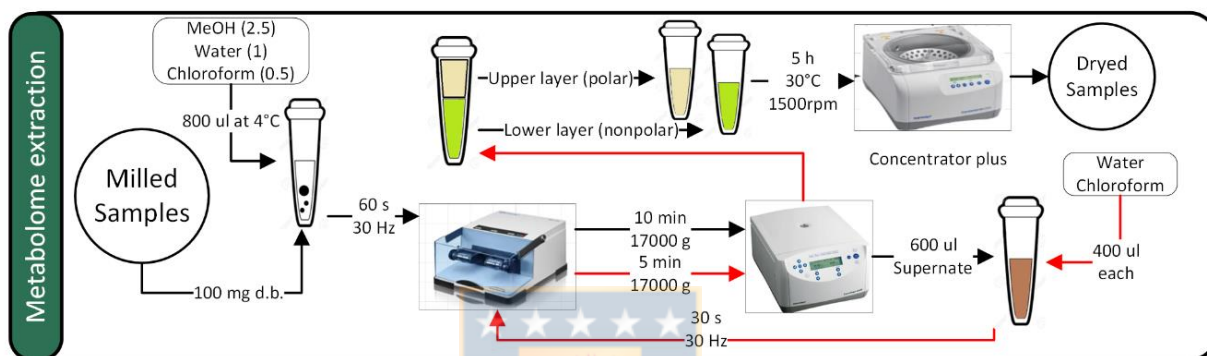 Metabolome extraction
MeOH (2.5)
Water (1)
Chloroform (0.5)
800 ul at 4°C
Milled
Samples
100 mg d.b.
60 s
30 Hz
Upper layer (polar)
Lower layer (nonpolar)
5 h
30°C
1500rpm
Concentrator plus
Dryed
Samples
10 min
17000 g
5 min
17000 g
600 ul
Supernate
Water
Chloroform
400 ul
each
30 s
30 Hz